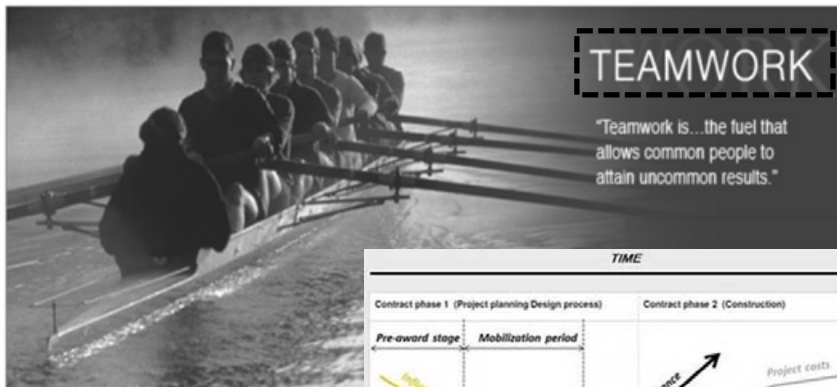 TEAMWORK
"Teamwork is...the fuel that
allows common people to
attain uncommon results."
TIME
Contract phase 1 (Project planning/Design process)
Contract phase 2 (Construction)
Pre-award stage
Mobilization period
Project costs